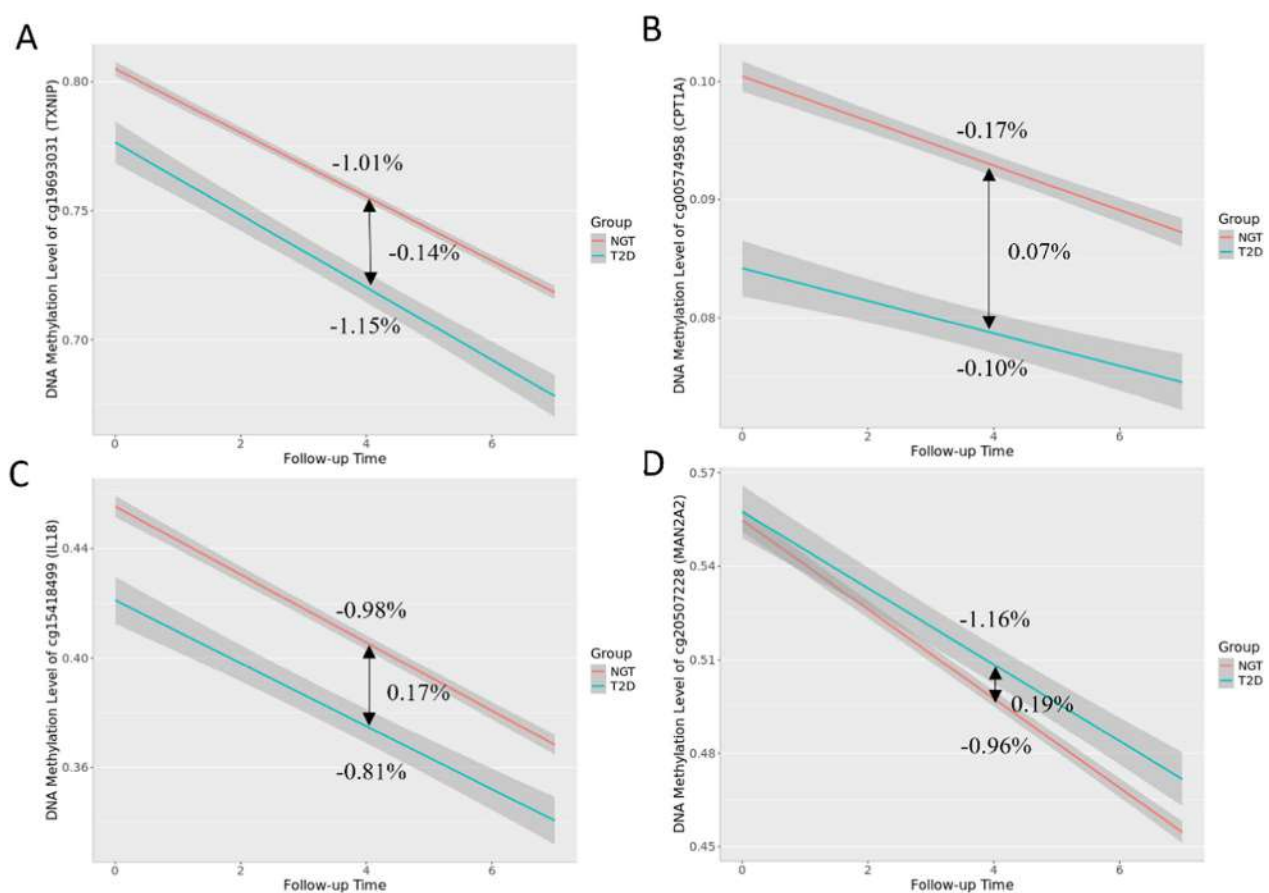 A
DNA Methylation Level of cg19693031 (TXNIP)
0.80
0.75
0.70
-1.01%
-0.14%
-1.15%
0
2
4
6
Follow-up Time
Group
NGT
T2D
B
DNA Methylation Level of cg00574958 (CPT1A)
0.10
0.09
0.08
-0.17%
0.07%
-0.10%
0
2
4
6
Follow-up Time
Group
NGT
T2D
C
DNA Methylation Level of cg15418499 (IL18)
0.44
0.40
0.36
-0.98%
0.17%
-0.81%
0
2
4
6
Follow-up Time
Group
NGT
T2D
D
DNA Methylation Level of cg20507228 (MAN2A2)
0.57
0.54
0.51
0.48
0.45
-1.16%
0.19%
-0.96%
0
2
4
6
Follow-up Time
Group
NGT
T2D